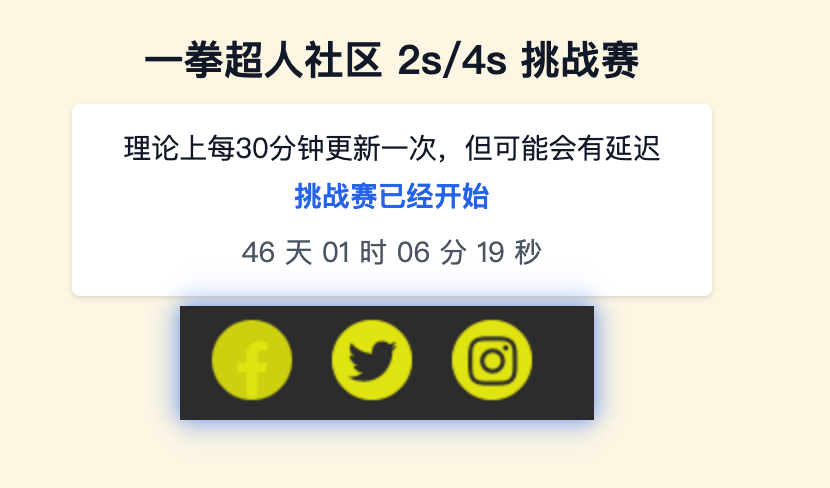 一拳超人社区 2s/4s 挑战赛
理论上每30分钟更新一次，但可能会有延迟
挑战赛已经开始
46 天 01 时 06 分 19 秒